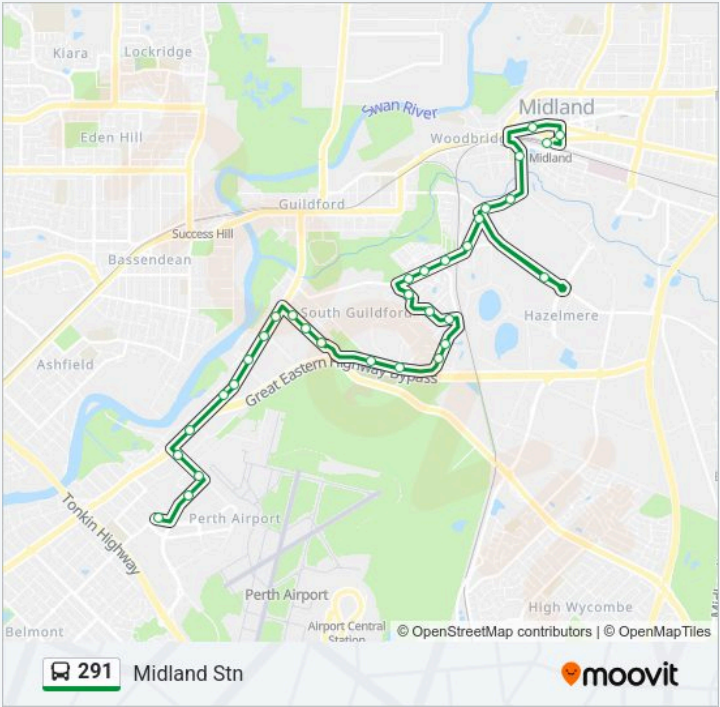 Kiara
Lockridge
Swan River
Midland
Eden Hill
Woodbridge
Midland
Guildford
Success Hill
Bassendean
South Guildford
Hazelmere
Ashfield
Great Eastern Highway Bypass
Tonkin Highway
Perth Airport
Perth Airport
Airport Central
Station
High Wycombe
Belmont
© OpenStreetMap contributors | © OpenMapTiles
291 Midland Stn
moovit